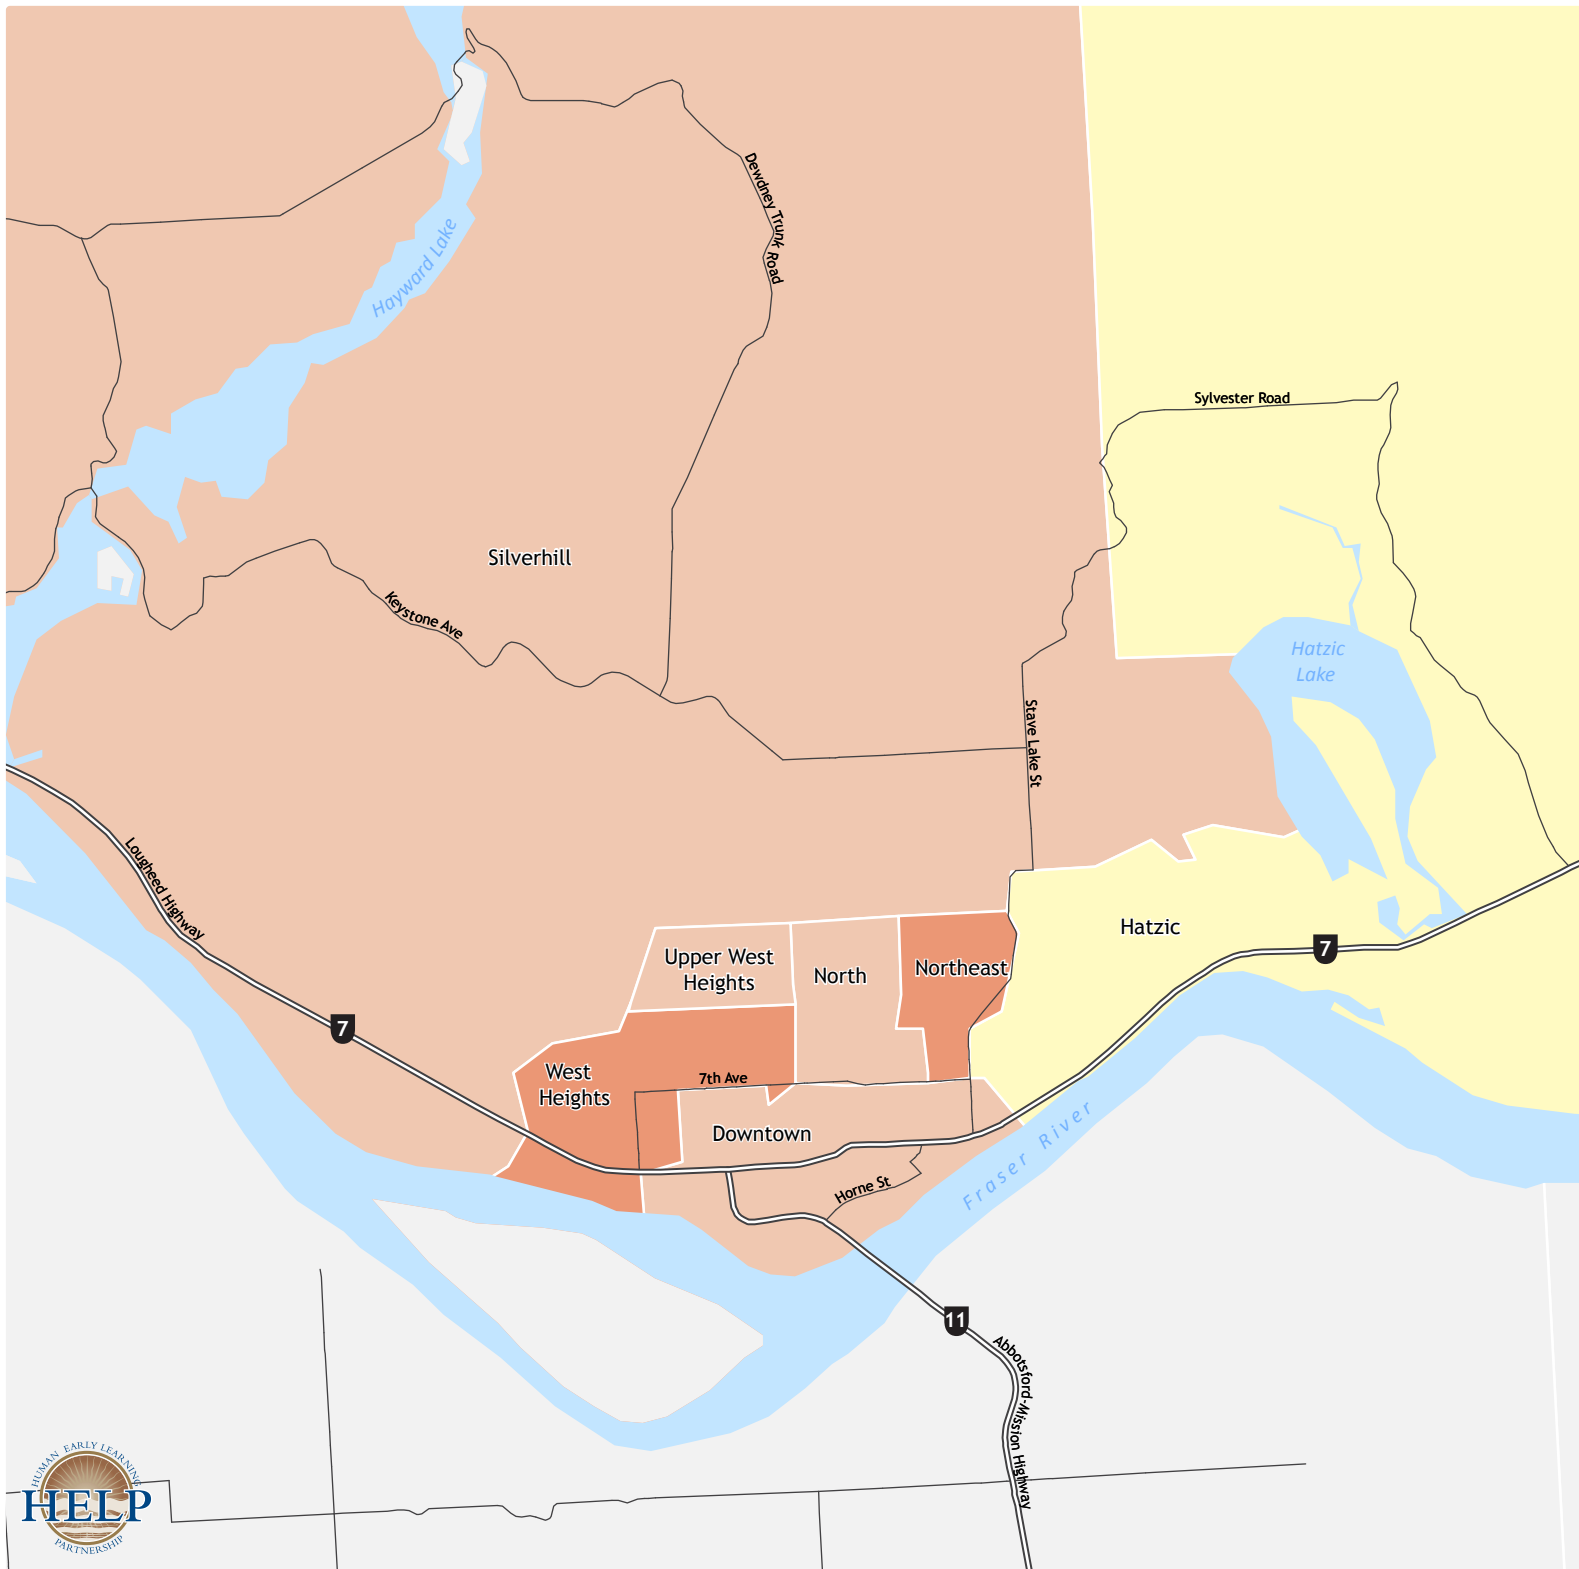 Dewdney Trunk Road
Hayward Lake
Sylvester Road
Silverhill
Keystone Ave
Hatzic
Lake
Stave Lake St
Lougheed Highway
Upper West
Heights
North
Northeast
Hatzic
7
7
West
Heights
7th Ave
Downtown
Fraser River
Horne St
11
Abbotsford-Mission Highway
HUMAN EARLY LEARNING
HELP
PARTNERSHIP